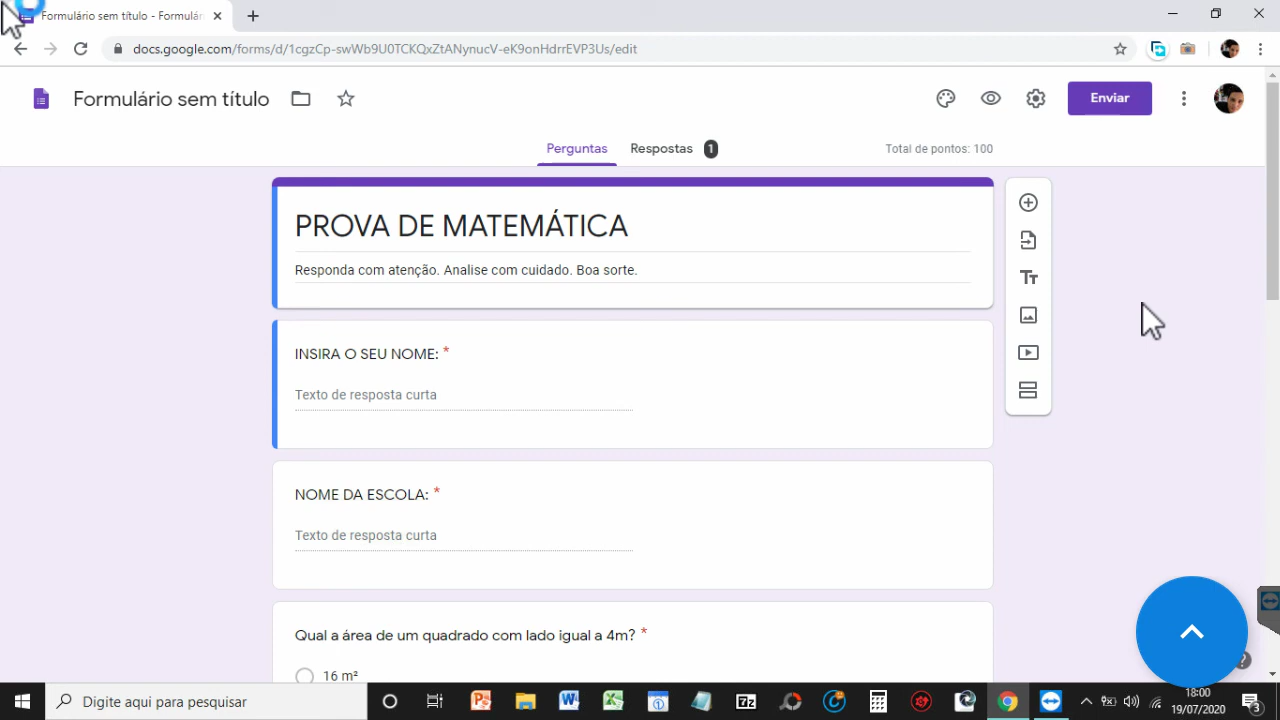 Formulário sem título - Formulár
docs.google.com/forms/d/1cgzCp-swWb9U0TCKQxZtANynucV-eK9onHdrrEVP3Us/edit
Formulário sem título
Enviar
Perguntas
Respostas 1
Total de pontos: 100
PROVA DE MATEMÁTICA
Responda com atenção. Analise com cuidado. Boa sorte.
INSIRA O SEU NOME: *
Texto de resposta curta
NOME DA ESCOLA: *
Texto de resposta curta
Qual a área de um quadrado com lado igual a 4m? *
16 m²
Digite aqui para pesquisar
18:00
19/07/2020
3